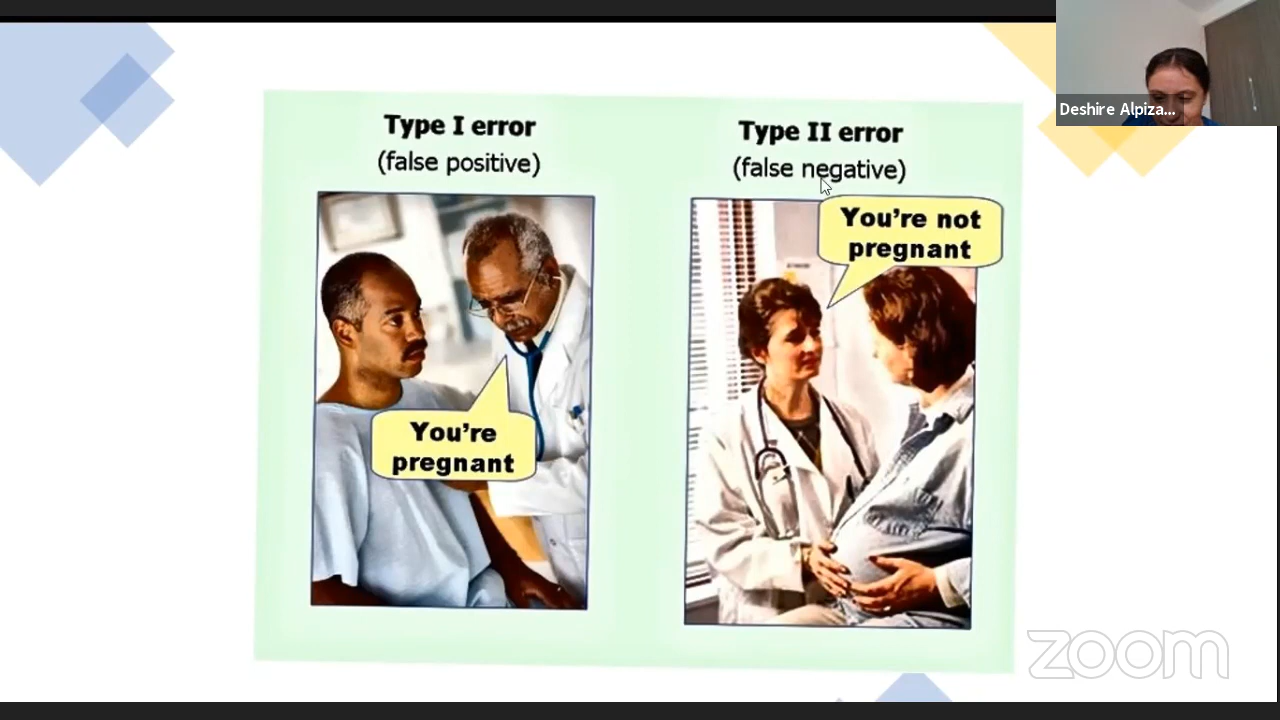 Deshire Alpiza...
Type I error
(false positive)
You're
pregnant
Type II error
(false negative)
You're not
pregnant
zoom